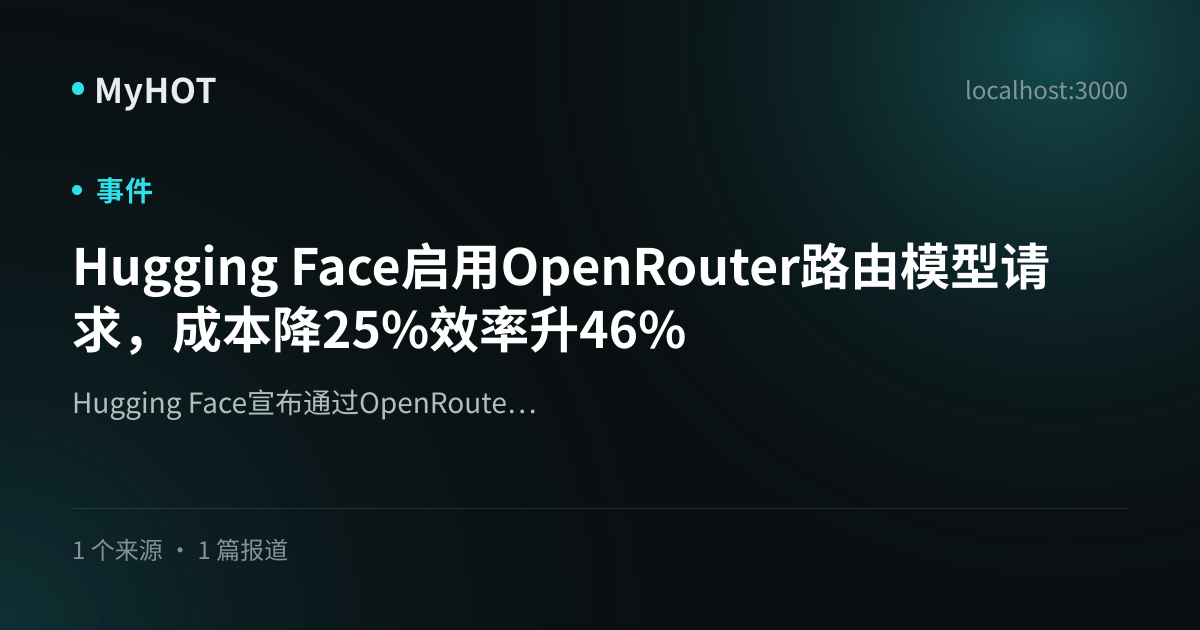 MyHOT
localhost:3000
事件
Hugging Face启用OpenRouter路由模型请
求，成本降25%效率升46%
Hugging Face宣布通过OpenRoute…
1 个来源 · 1 篇报道